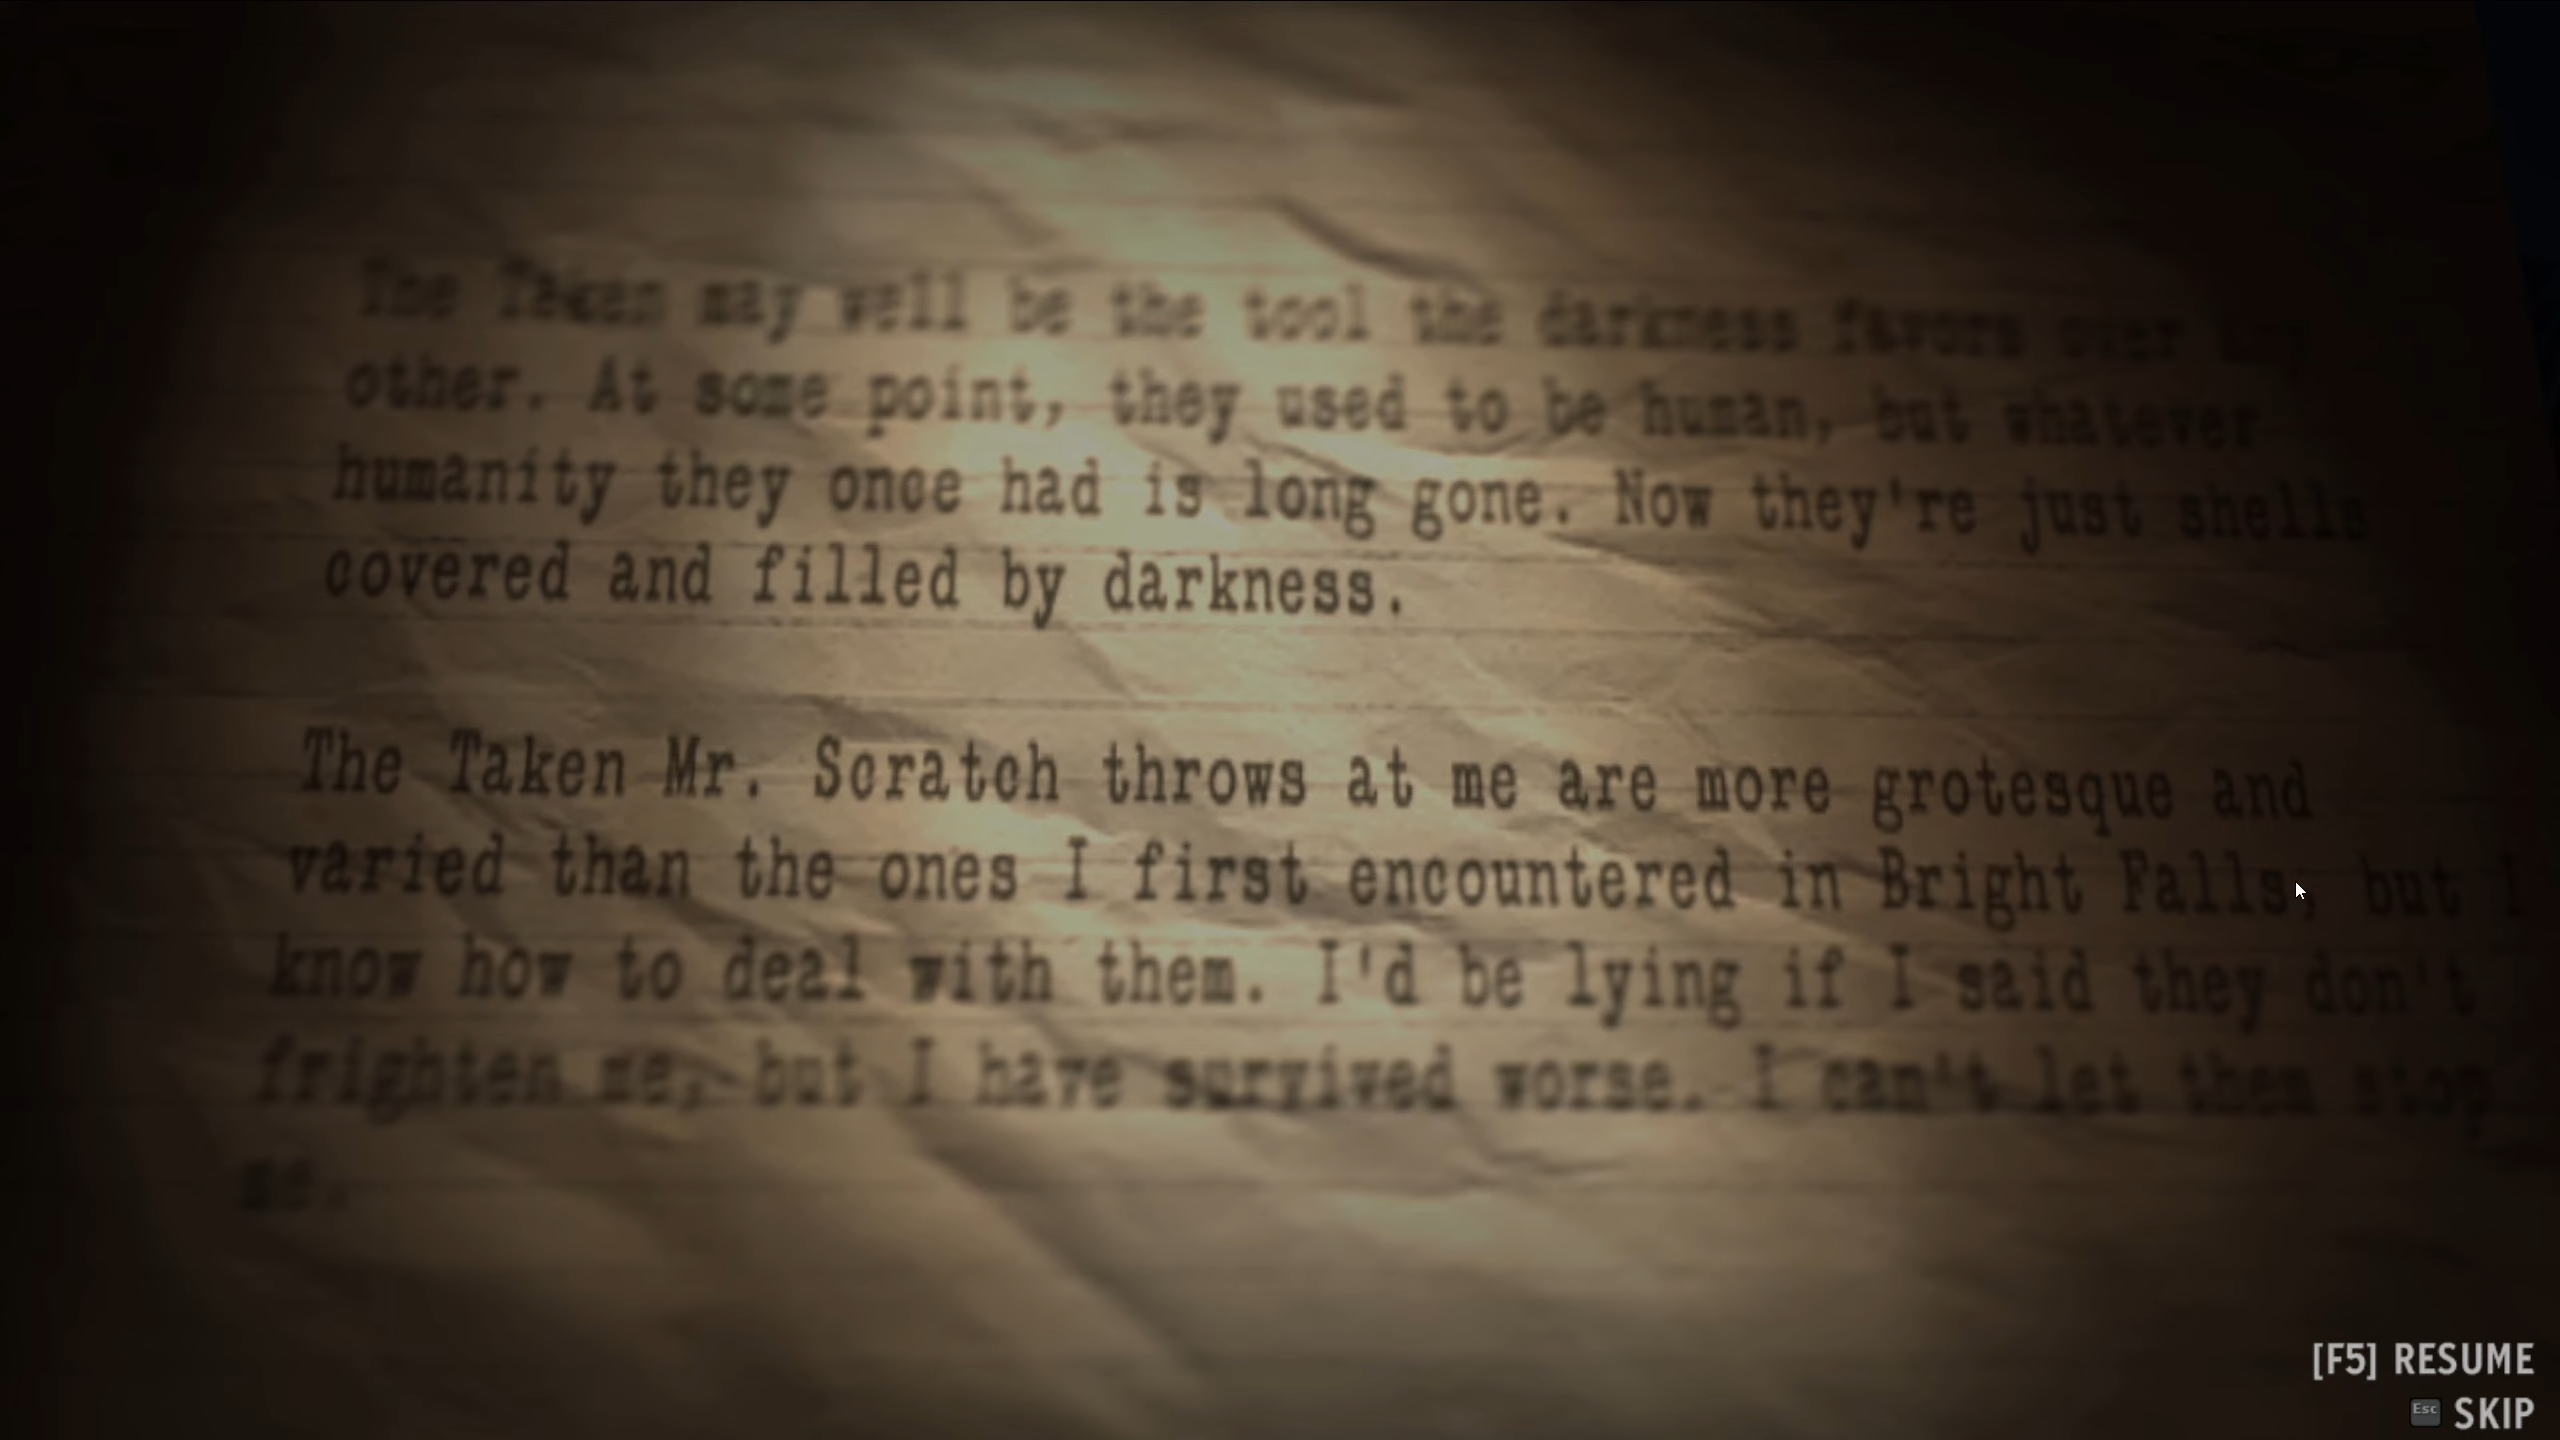 The Taken may well be the tool the darkness favors over any
other. At some point, they used to be human, but whatever
humanity they once had is long gone. Now they're just shells
covered and filled by darkness.
The Taken Mr. Scratch throws at me are more grotesque and
varied than the ones I first encountered in Bright Falls, but I
know how to deal with them. I'd be lying if I said they don't
frighten me, but I have survived worse. I can't let them stop
me.
[F5] RESUME
Esc SKIP